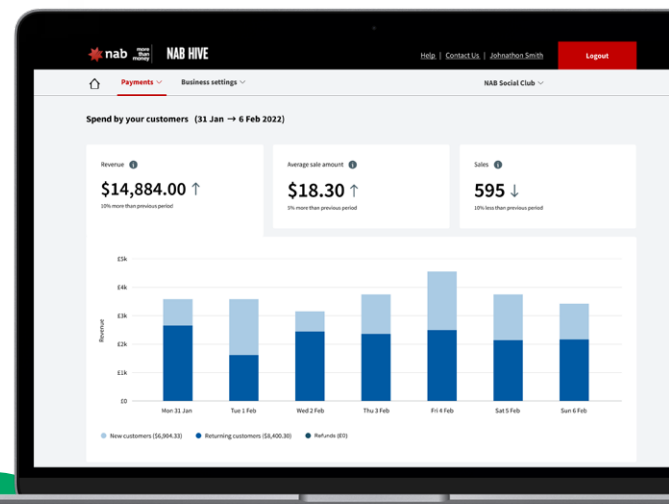 nab more than money NAB HIVE
Help | Contact Us | Johnathon Smith
Logout
Payments
Business settings
NAB Social Club
Spend by your customers (31 Jan → 6 Feb 2022)
Revenue
$14,884.00 ↑
10% more than previous period
Average sale amount
$18.30 ↑
5% more than previous period
Sales
595 ↓
10% less than previous period
£5k
£4k
£3k
£2k
£1k
£0
Revenue
Mon 31 Jan
Tue 1 Feb
Wed 2 Feb
Thu 3 Feb
Fri 4 Feb
Sat 5 Feb
Sun 6 Feb
New customers ($6,984.33)
Returning customers ($8,400.30)
Refunds (£0)